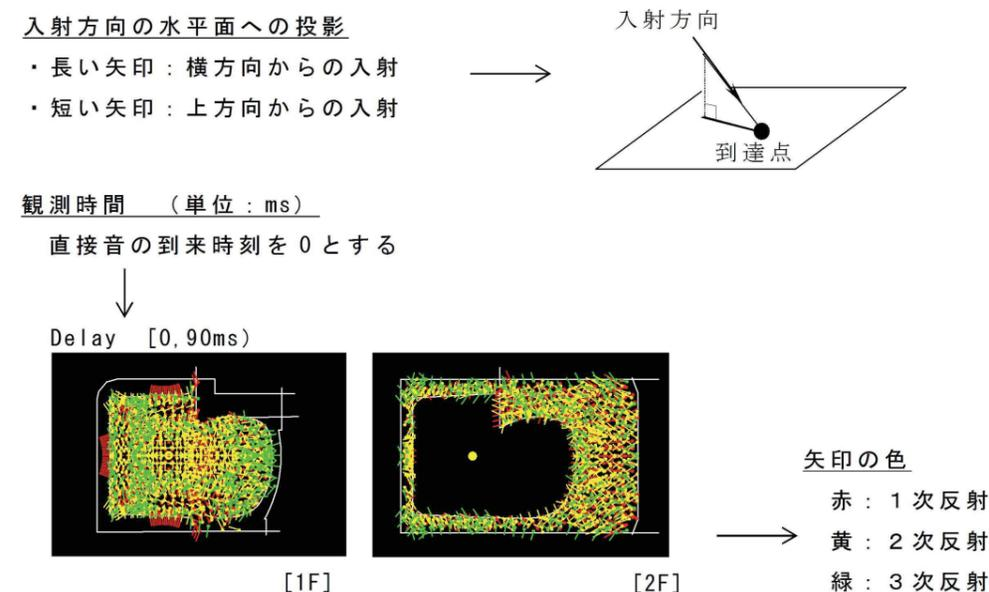 入射方向の水平面への投影
・長い矢印：横方向からの入射
・短い矢印：上方向からの入射
入射方向
到達点
観測時間　（単位：ms）
直接音の到来時刻を0とする
Delay [0,90ms)
[1F]
[2F]
矢印の色
赤：1次反射
黄：2次反射
緑：3次反射